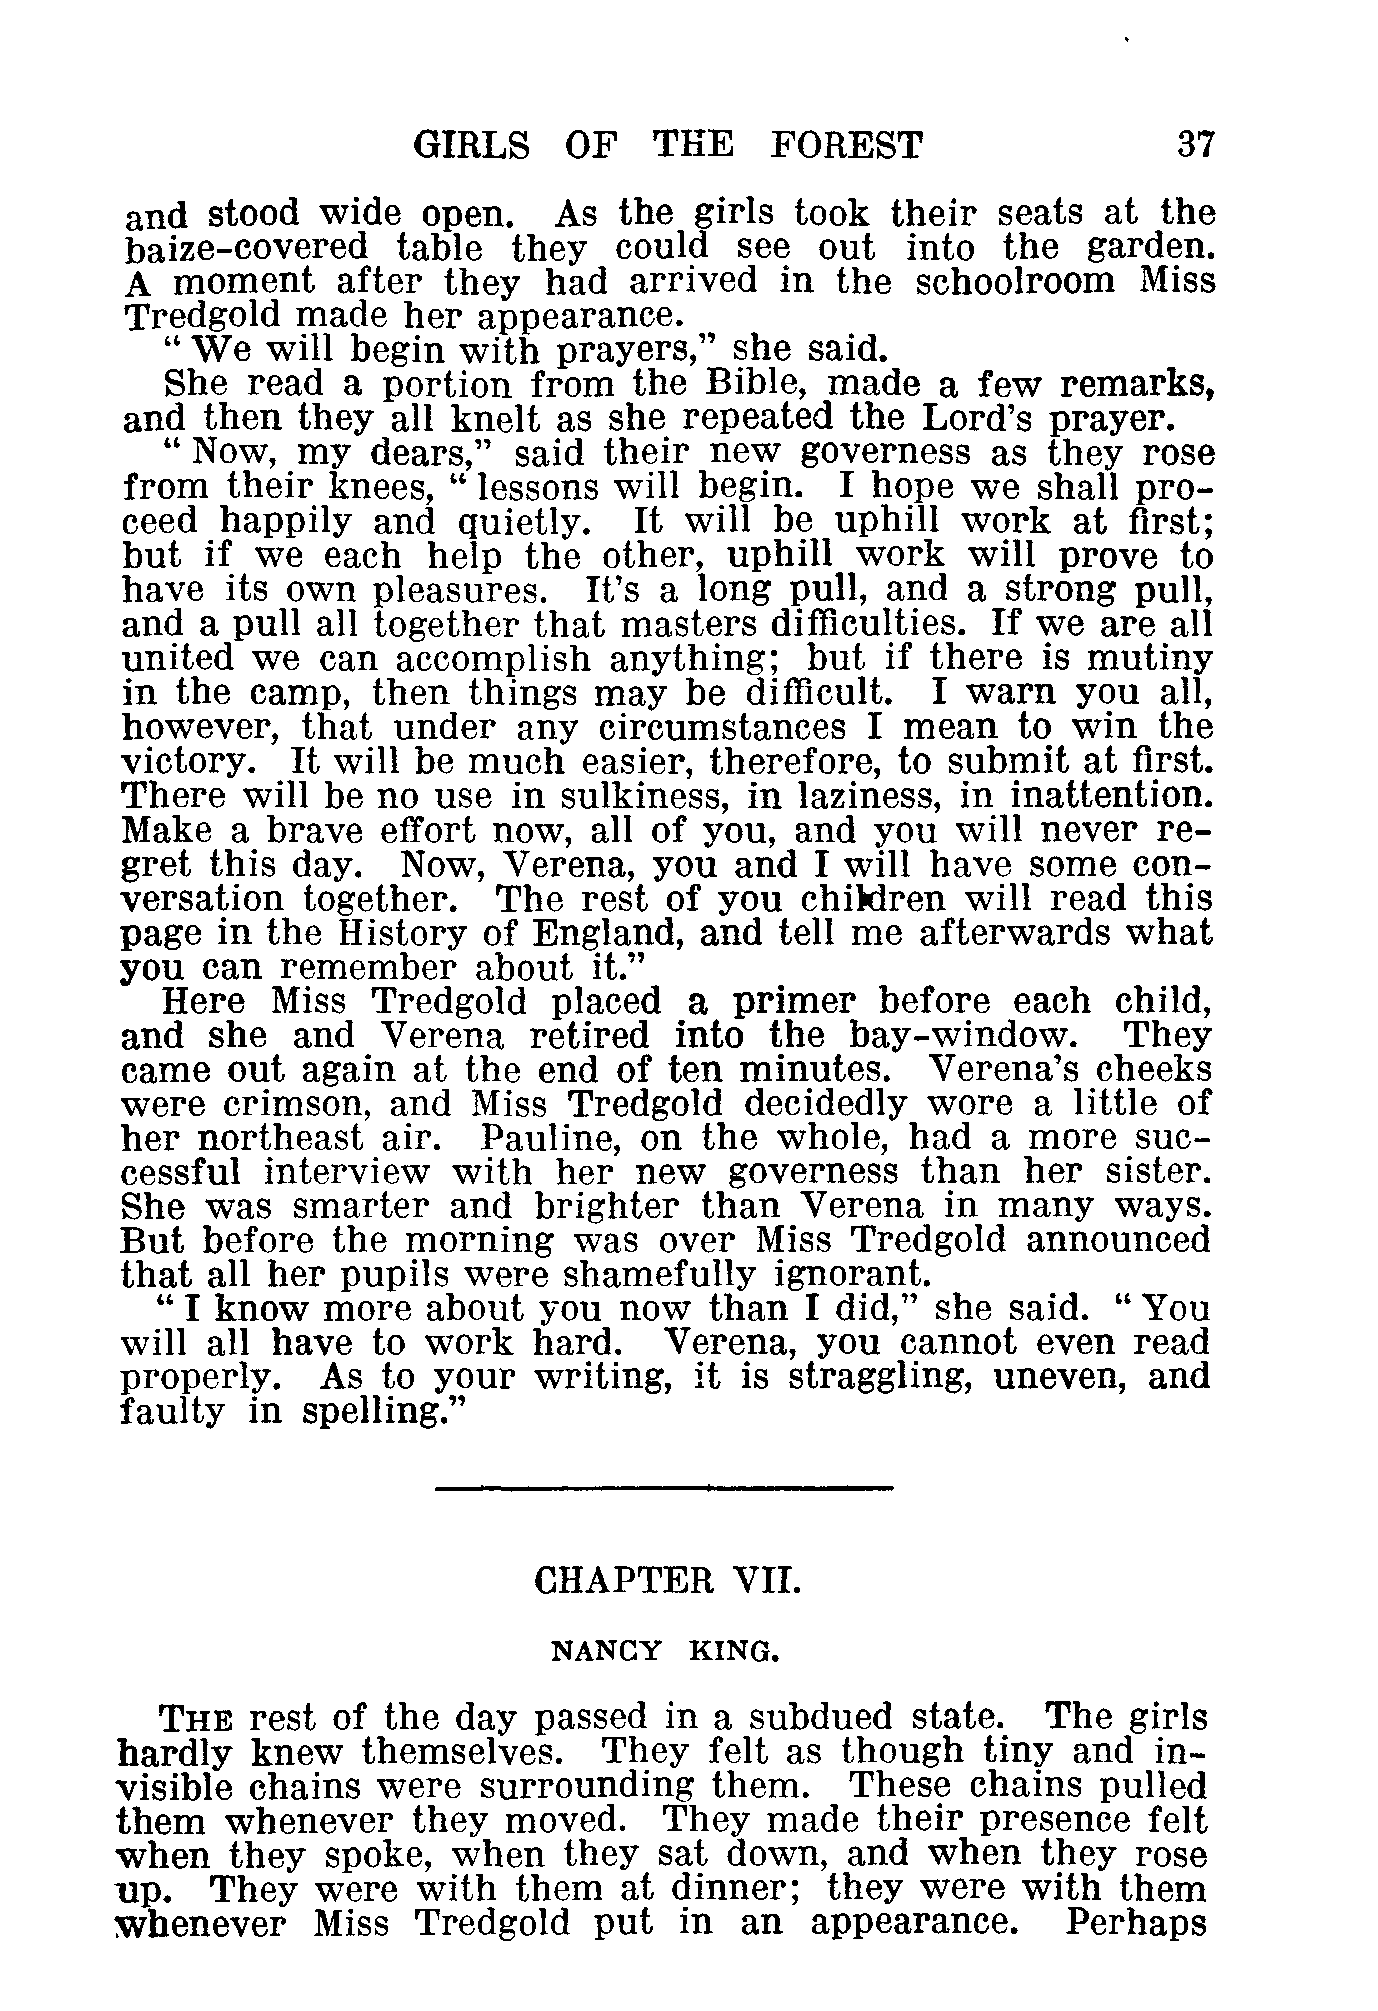 GIRLS OF THE FOREST 37
and stood wide open. As the girls took their seats at the
baize-covered table they could see out into the garden.
A moment after they had arrived in the schoolroom Miss
Tredgold made her appearance.
"We will begin with prayers," she said.
She read a portion from the Bible, made a few remarks,
and then they all knelt as she repeated the Lord's prayer.
"Now, my dears," said their new governess as they rose
from their knees, "lessons will begin. I hope we shall pro-
ceed happily and quietly. It will be uphill work at first;
but if we each help the other, uphill work will prove to
have its own pleasures. It's a long pull, and a strong pull,
and a pull all together that masters difficulties. If we are all
united we can accomplish anything; but if there is mutiny
in the camp, then things may be difficult. I warn you all,
however, that under any circumstances I mean to win the
victory. It will be much easier, therefore, to submit at first.
There will be no use in sulkiness, in laziness, in inattention.
Make a brave effort now, all of you, and you will never re-
gret this day. Now, Verena, you and I will have some con-
versation together. The rest of you children will read this
page in the History of England, and tell me afterwards what
you can remember about it."
Here Miss Tredgold placed a primer before each child,
and she and Verena retired into the bay-window. They
came out again at the end of ten minutes. Verena's cheeks
were crimson, and Miss Tredgold decidedly wore a little of
her northeast air. Pauline, on the whole, had a more suc-
cessful interview with her new governess than her sister.
She was smarter and brighter than Verena in many ways.
But before the morning was over Miss Tredgold announced
that all her pupils were shamefully ignorant.
"I know more about you now than I did," she said. "You
will all have to work hard. Verena, you cannot even read
properly. As to your writing, it is straggling, uneven, and
faulty in spelling."
CHAPTER VII.
NANCY KING.
THE rest of the day passed in a subdued state. The girls
hardly knew themselves. They felt as though tiny and in-
visible chains were surrounding them. These chains pulled
them whenever they moved. They made their presence felt
when they spoke, when they sat down, and when they rose
up. They were with them at dinner; they were with them
whenever Miss Tredgold put in an appearance. Perhaps